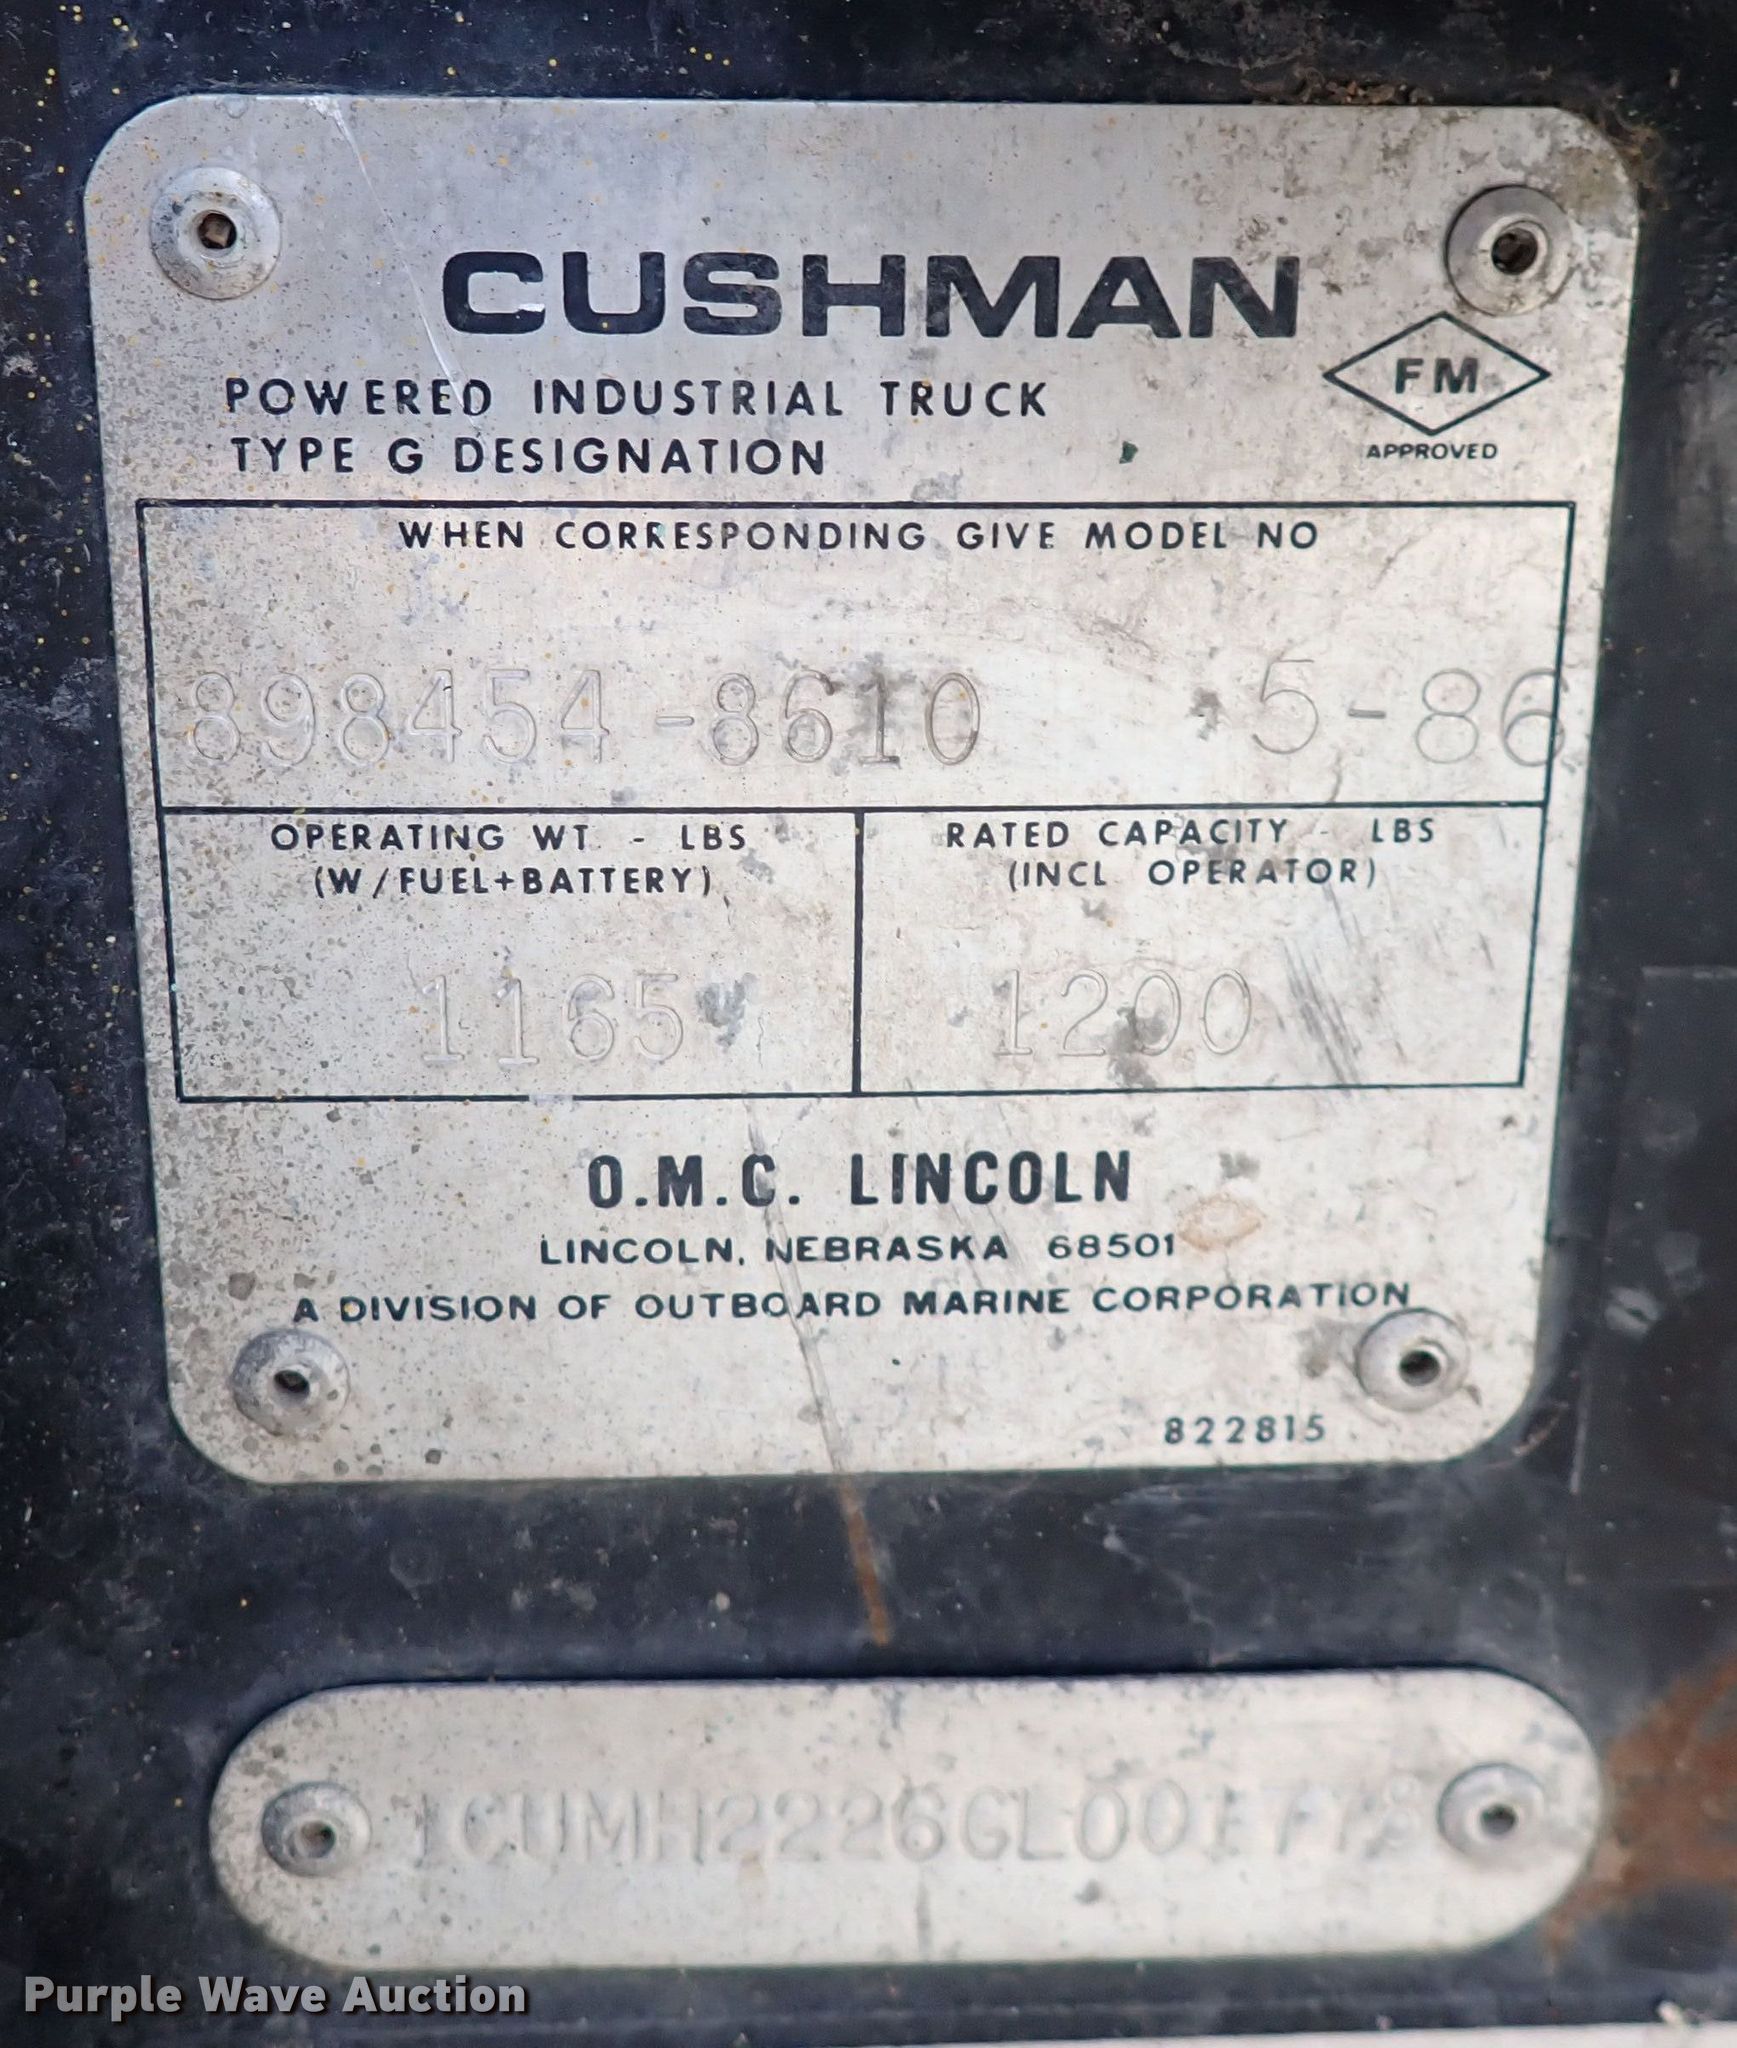 CUSHMAN
FM
APPROVED
POWERED INDUSTRIAL TRUCK
TYPE G DESIGNATION
WHEN CORRESPONDING GIVE MODEL NO
898454-8610 5-86
OPERATING WT. - LBS
(W/FUEL+BATTERY)
RATED CAPACITY - LBS
(INCL OPERATOR)
1165
1200
O.M.C. LINCOLN
LINCOLN, NEBRASKA 68501
A DIVISION OF OUTBOARD MARINE CORPORATION
822815
Purple Wave Auction